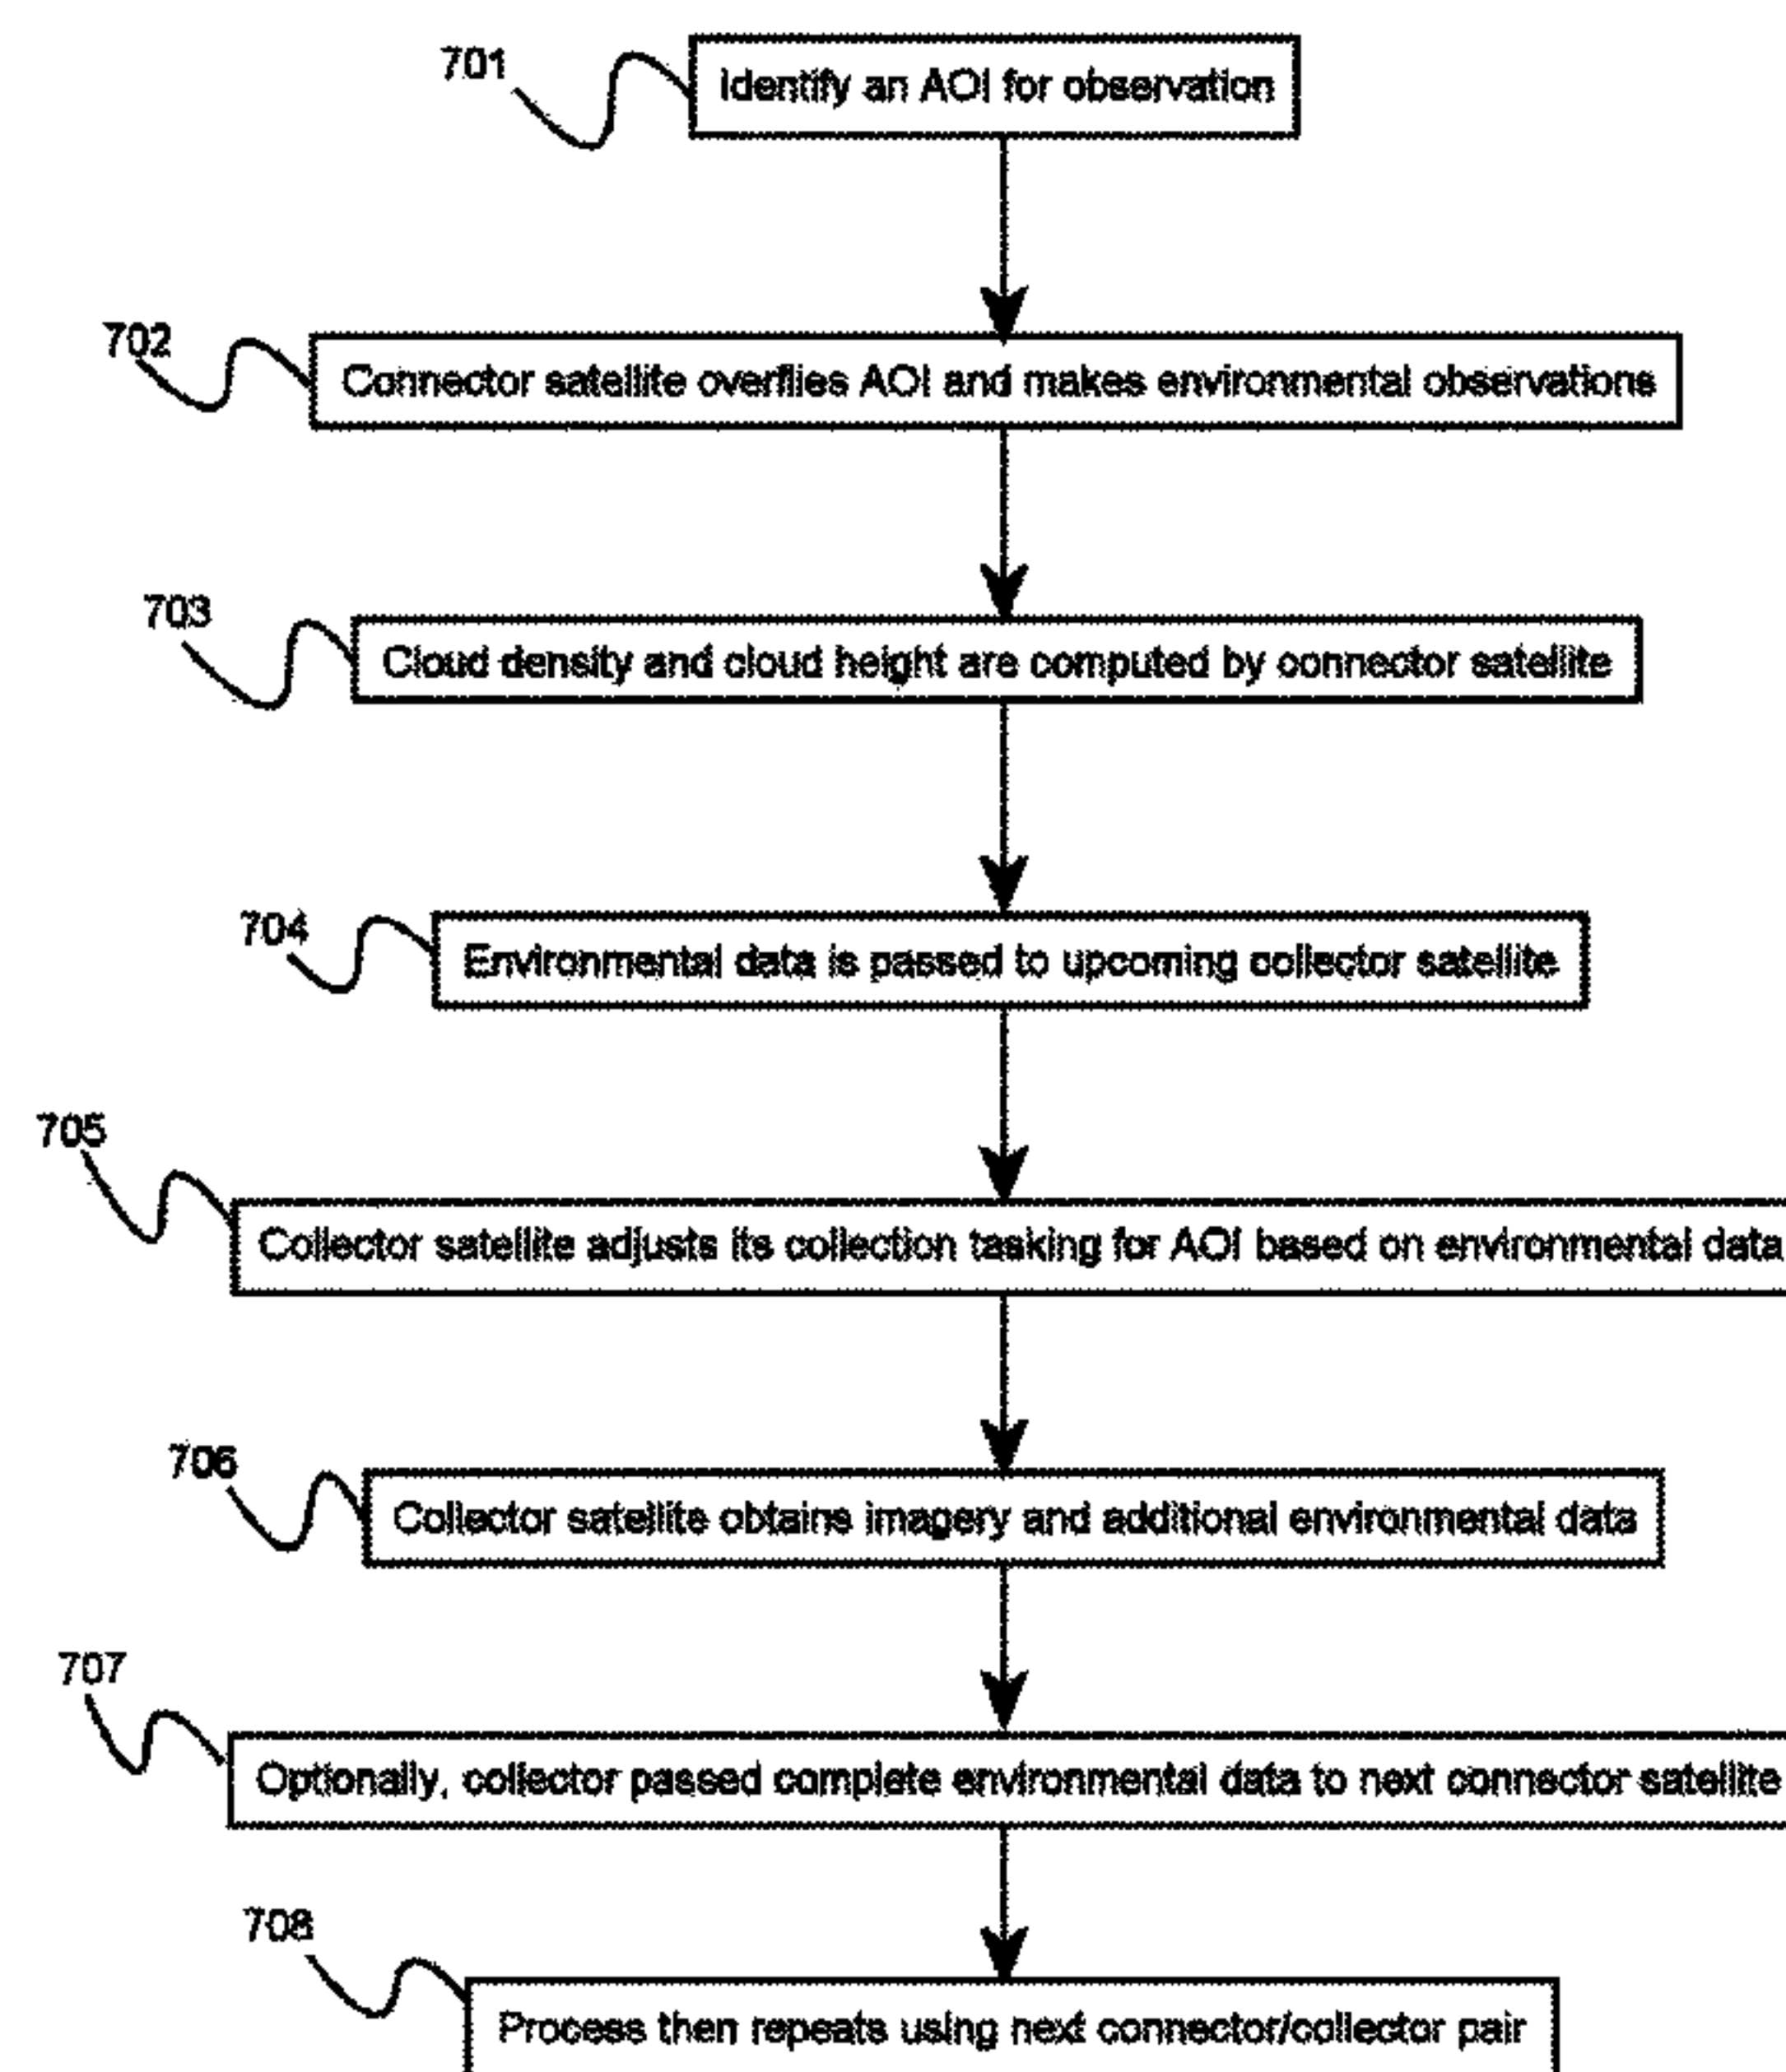 701
Identify an AOI for observation
702
Connector satellite overflies AOI and makes environmental observations
703
Cloud density and cloud height are computed by connector satellite
704
Environmental data is passed to upcoming collector satellite
705
Collector satellite adjusts its collection tasking for AOI based on environmental data
706
Collector satellite obtains imagery and additional environmental data
707
Optionally, collector passed complete environmental data to next connector satellite
708
Process then repeats using next connector/collector pair